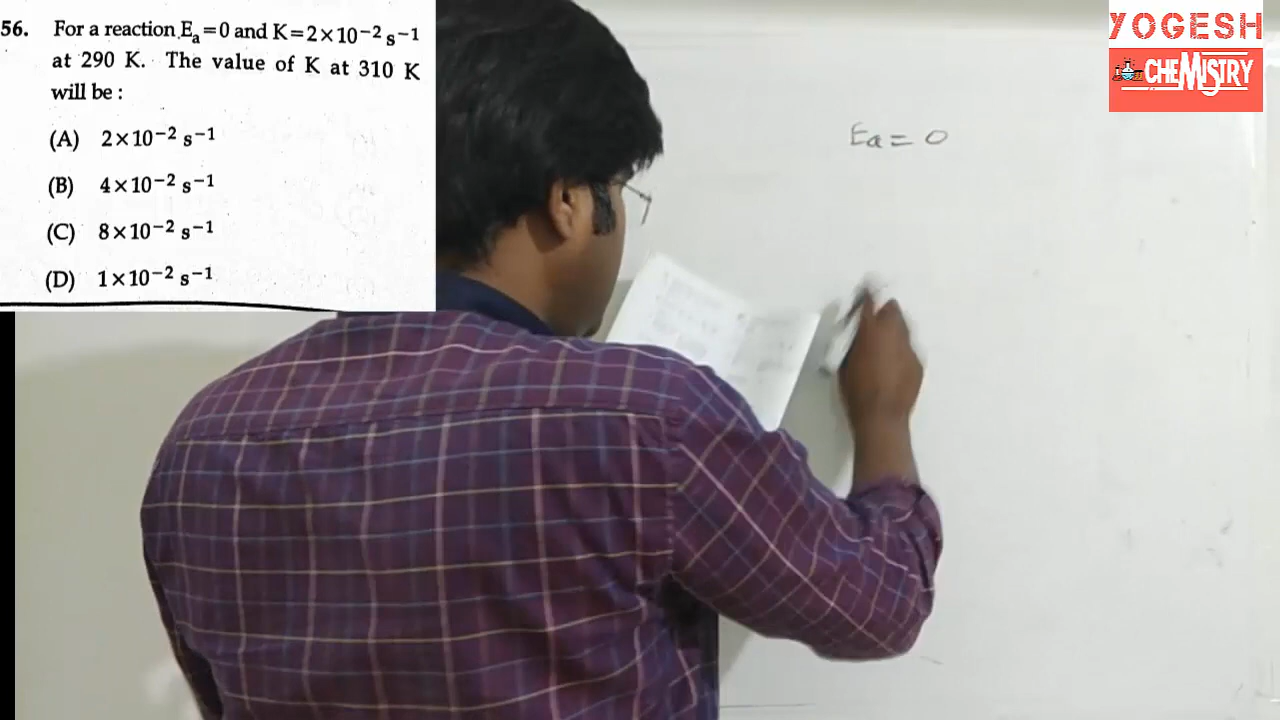 56. For a reaction Ea=0 and K=2×10⁻² s⁻¹
at 290 K. The value of K at 310 K
will be :
(A) 2×10⁻² s⁻¹
(B) 4×10⁻² s⁻¹
(C) 8×10⁻² s⁻¹
(D) 1×10⁻² s⁻¹
YOGESH
CHEMISTRY
Ea = 0